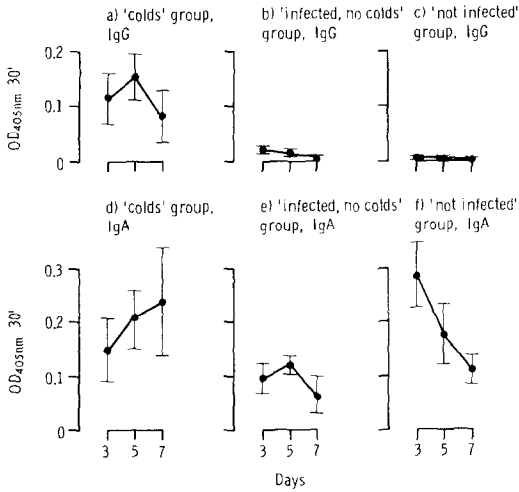 a) 'colds' group,
IgG
b) 'infected, no colds'
group, IgG
c) 'not infected'
group, IgG
OD405nm 30'
0.2
0.1
0
d) 'colds' group,
IgA
e) 'infected, no colds'
group, IgA
f) 'not infected'
group, IgA
OD405nm 30'
0.3
0.2
0.1
0
3 5 7
3 5 7
3 5 7
Days